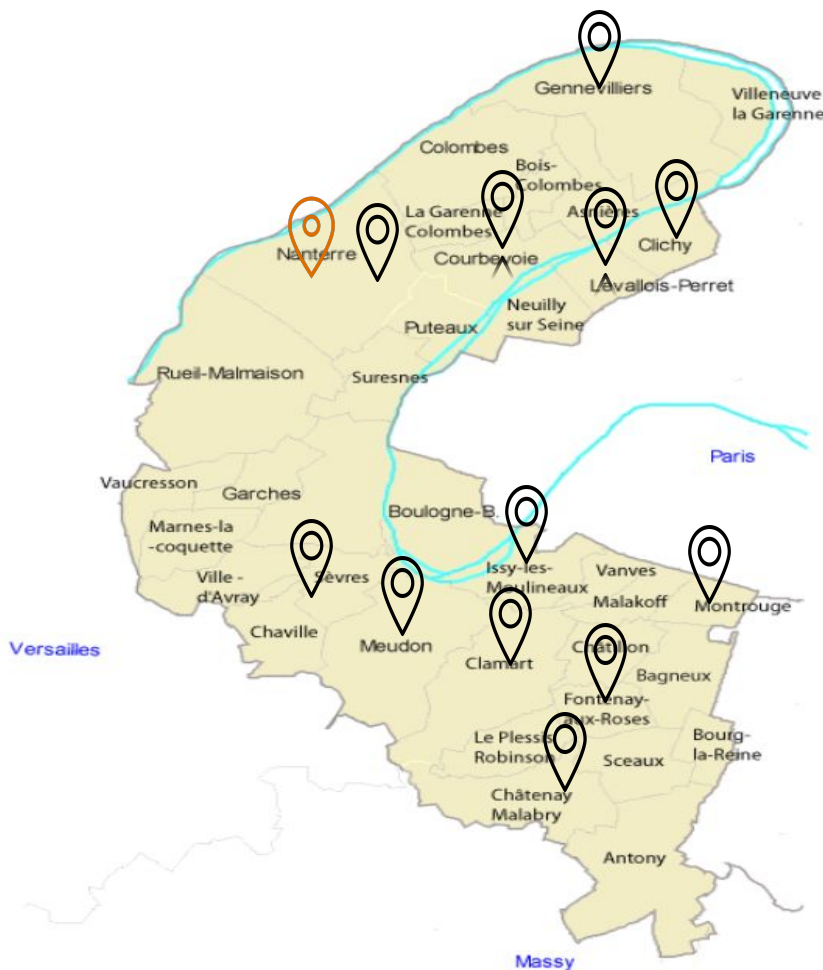 Gennevilliers
Villeneuve
la Garenne
Colombes
Bois-
Colombes
La Garenne
Colombes
Asnières
Clichy
Nanterre
Courbevoie
Levallois-Perret
Neuilly
sur Seine
Puteaux
Rueil-Malmaison
Suresnes
Paris
Vaucresson
Garches
Boulogne-B.
Marnes-la
-coquette
Issy-les-
Moulineaux
Vanves
Ville -
d'Avray
Sèvres
Malakoff
Montrouge
Chaville
Meudon
Versailles
Clamart
Châtillon
Bagneux
Fontenay-
aux-Roses
Le Plessis
Robinson
Bourg-
la-Reine
Sceaux
Châtenay
Malabry
Antony
Massy